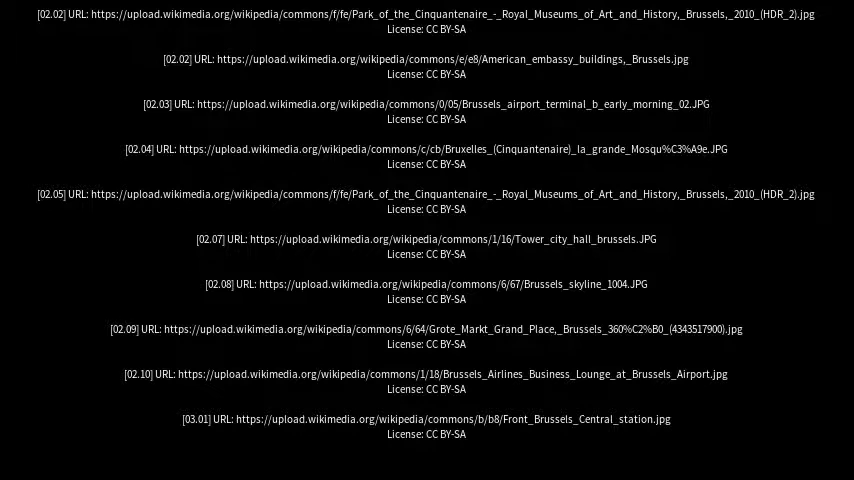 [02.02] URL: https://upload.wikimedia.org/wikipedia/commons/f/fe/Park_of_the_Cinquantenaire_-_Royal_Museums_of_Art_and_History,_Brussels,_2010_(HDR_2).jpg
License: CC BY-SA
[02.02] URL: https://upload.wikimedia.org/wikipedia/commons/e/e8/American_embassy_buildings,_Brussels.jpg
License: CC BY-SA
[02.03] URL: https://upload.wikimedia.org/wikipedia/commons/0/05/Brussels_airport_terminal_b_early_morning_02.JPG
License: CC BY-SA
[02.04] URL: https://upload.wikimedia.org/wikipedia/commons/c/cb/Bruxelles_(Cinquantenaire)_la_grande_Mosqu%C3%A9e.JPG
License: CC BY-SA
[02.05] URL: https://upload.wikimedia.org/wikipedia/commons/f/fe/Park_of_the_Cinquantenaire_-_Royal_Museums_of_Art_and_History,_Brussels,_2010_(HDR_2).jpg
License: CC BY-SA
[02.07] URL: https://upload.wikimedia.org/wikipedia/commons/1/16/Tower_city_hall_brussels.JPG
License: CC BY-SA
[02.08] URL: https://upload.wikimedia.org/wikipedia/commons/6/67/Brussels_skyline_1004.JPG
License: CC BY-SA
[02.09] URL: https://upload.wikimedia.org/wikipedia/commons/6/64/Grote_Markt_Grand_Place,_Brussels_360%C2%B0_(4343517900).jpg
License: CC BY-SA
[02.10] URL: https://upload.wikimedia.org/wikipedia/commons/1/18/Brussels_Airlines_Business_Lounge_at_Brussels_Airport.jpg
License: CC BY-SA
[03.01] URL: https://upload.wikimedia.org/wikipedia/commons/b/b8/Front_Brussels_Central_station.jpg
License: CC BY-SA